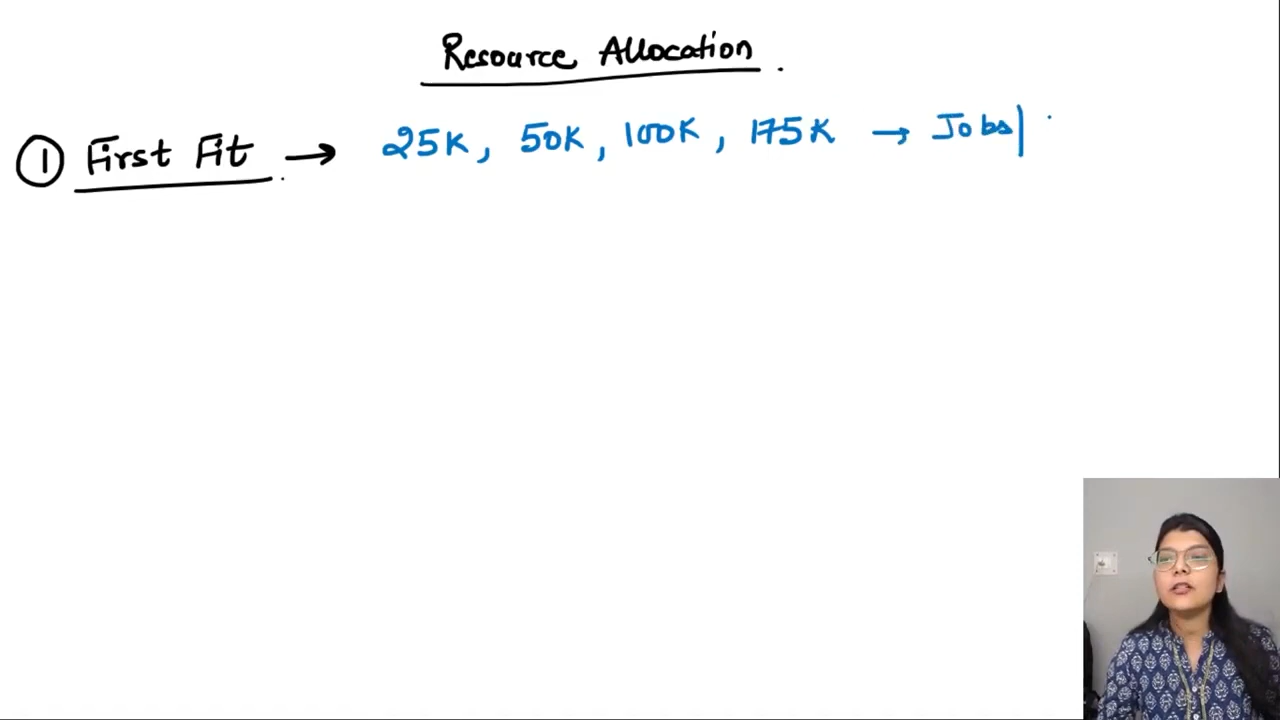 Resource Allocation.
① First Fit → 25K, 50K, 100K, 175K → Jobs|